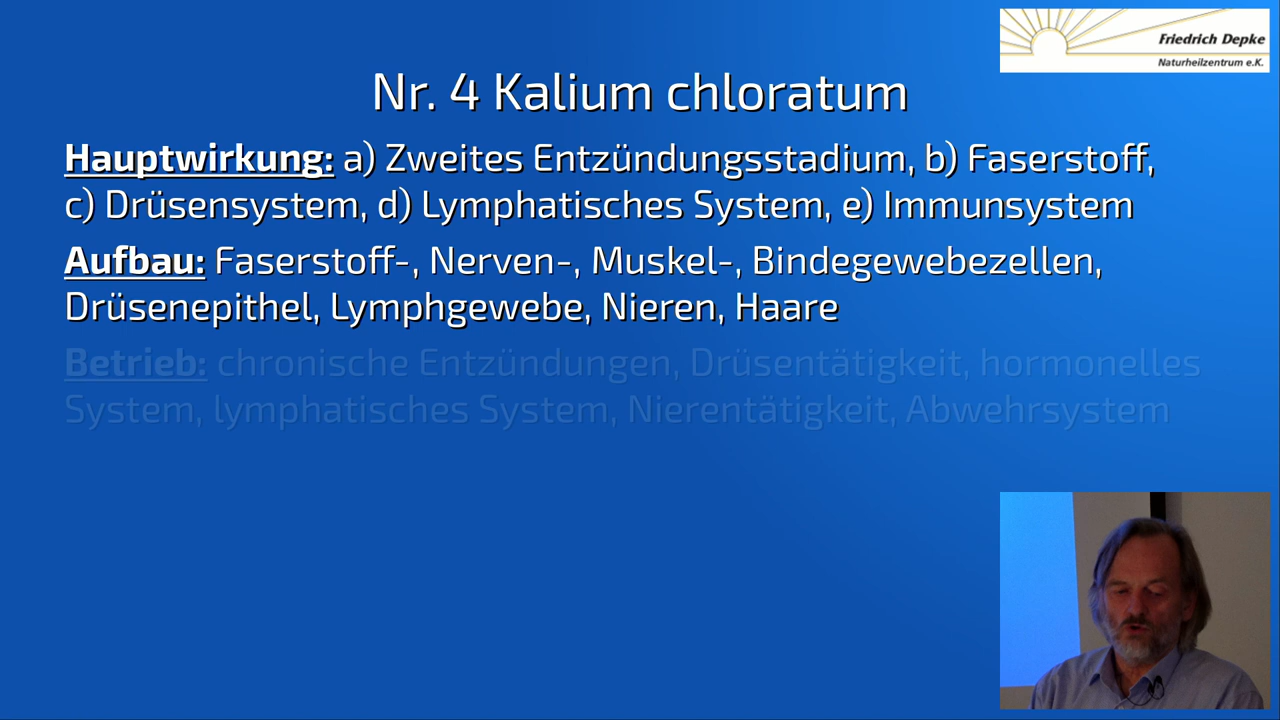 Friedrich Depke
Naturheilzentrum e.K.
Nr. 4 Kalium chloratum
Hauptwirkung: a) Zweites Entzündungsstadium, b) Faserstoff,
c) Drüsensystem, d) Lymphatisches System, e) Immunsystem
Aufbau: Faserstoff-, Nerven-, Muskel-, Bindegewebezellen,
Drüsenepithel, Lymphgewebe, Nieren, Haare
Betrieb: chronische Entzündungen, Drüsentätigkeit, hormonelles
System, lymphatisches System, Nierentätigkeit, Abwehrsystem